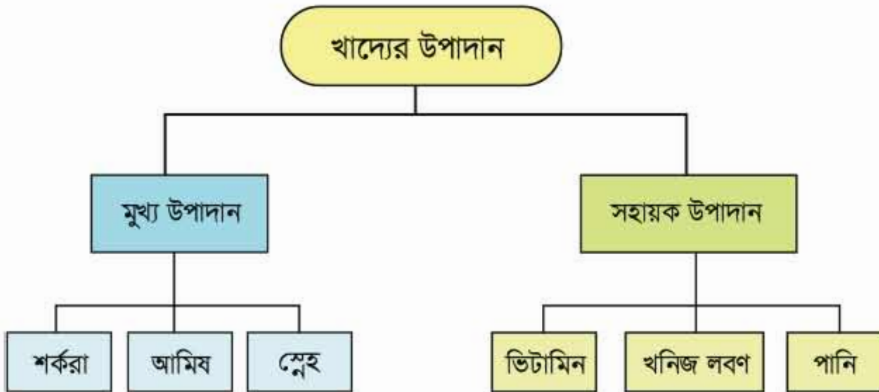 খাদ্যের উপাদান
মুখ্য উপাদান
সহায়ক উপাদান
শর্করা
আমিষ
স্নেহ
ভিটামিন
খনিজ লবণ
পানি